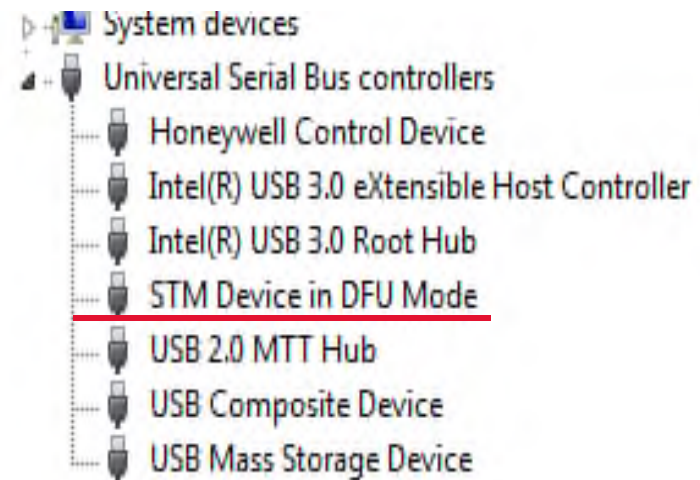 System devices
Universal Serial Bus controllers
Honeywell Control Device
Intel(R) USB 3.0 eXtensible Host Controller
Intel(R) USB 3.0 Root Hub
STM Device in DFU Mode
USB 2.0 MTT Hub
USB Composite Device
USB Mass Storage Device